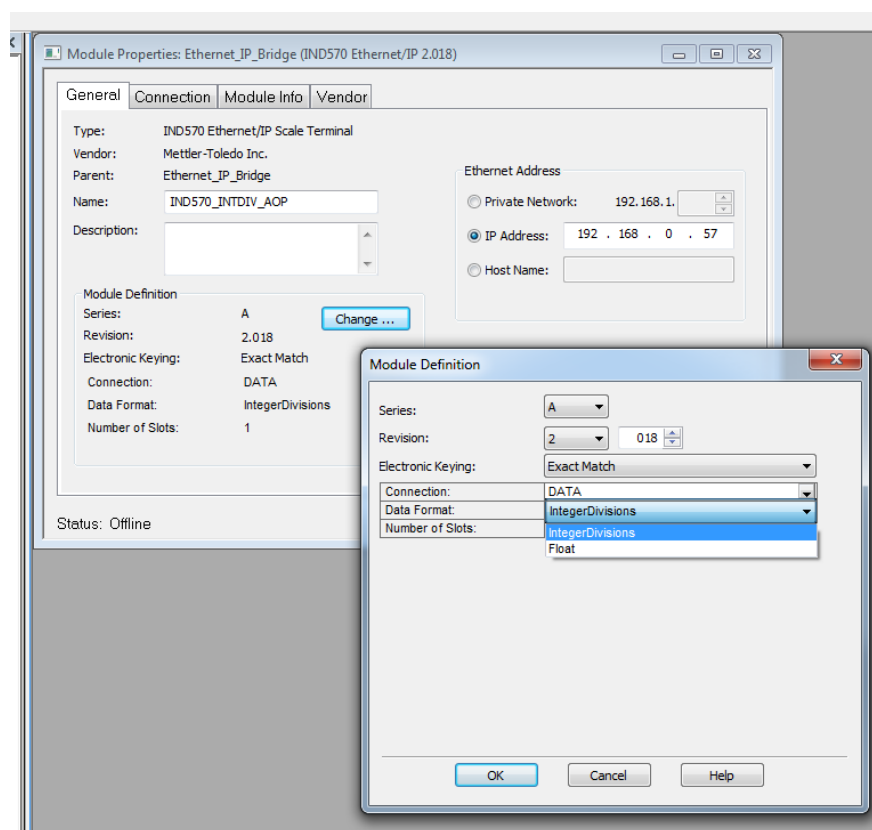 Module Properties: Ethernet_IP_Bridge (IND570 Ethernet/IP 2.018)
General Connection Module Info Vendor
Type: IND570 Ethernet/IP Scale Terminal
Vendor: Mettler-Toledo Inc.
Parent: Ethernet_IP_Bridge
Name: IND570_INTDIV_AOP
Description:
Ethernet Address
Private Network: 192.168.1.
IP Address: 192 . 168 . 0 . 57
Host Name:
Module Definition
Series: A Change ...
Revision: 2.018
Electronic Keying: Exact Match
Connection: DATA
Data Format: IntegerDivisions
Number of Slots: 1
Status: Offline
Module Definition
Series: A
Revision: 2 018
Electronic Keying: Exact Match
Connection: DATA
Data Format: IntegerDivisions
Number of Slots:
IntegerDivisions
Float
OK Cancel Help